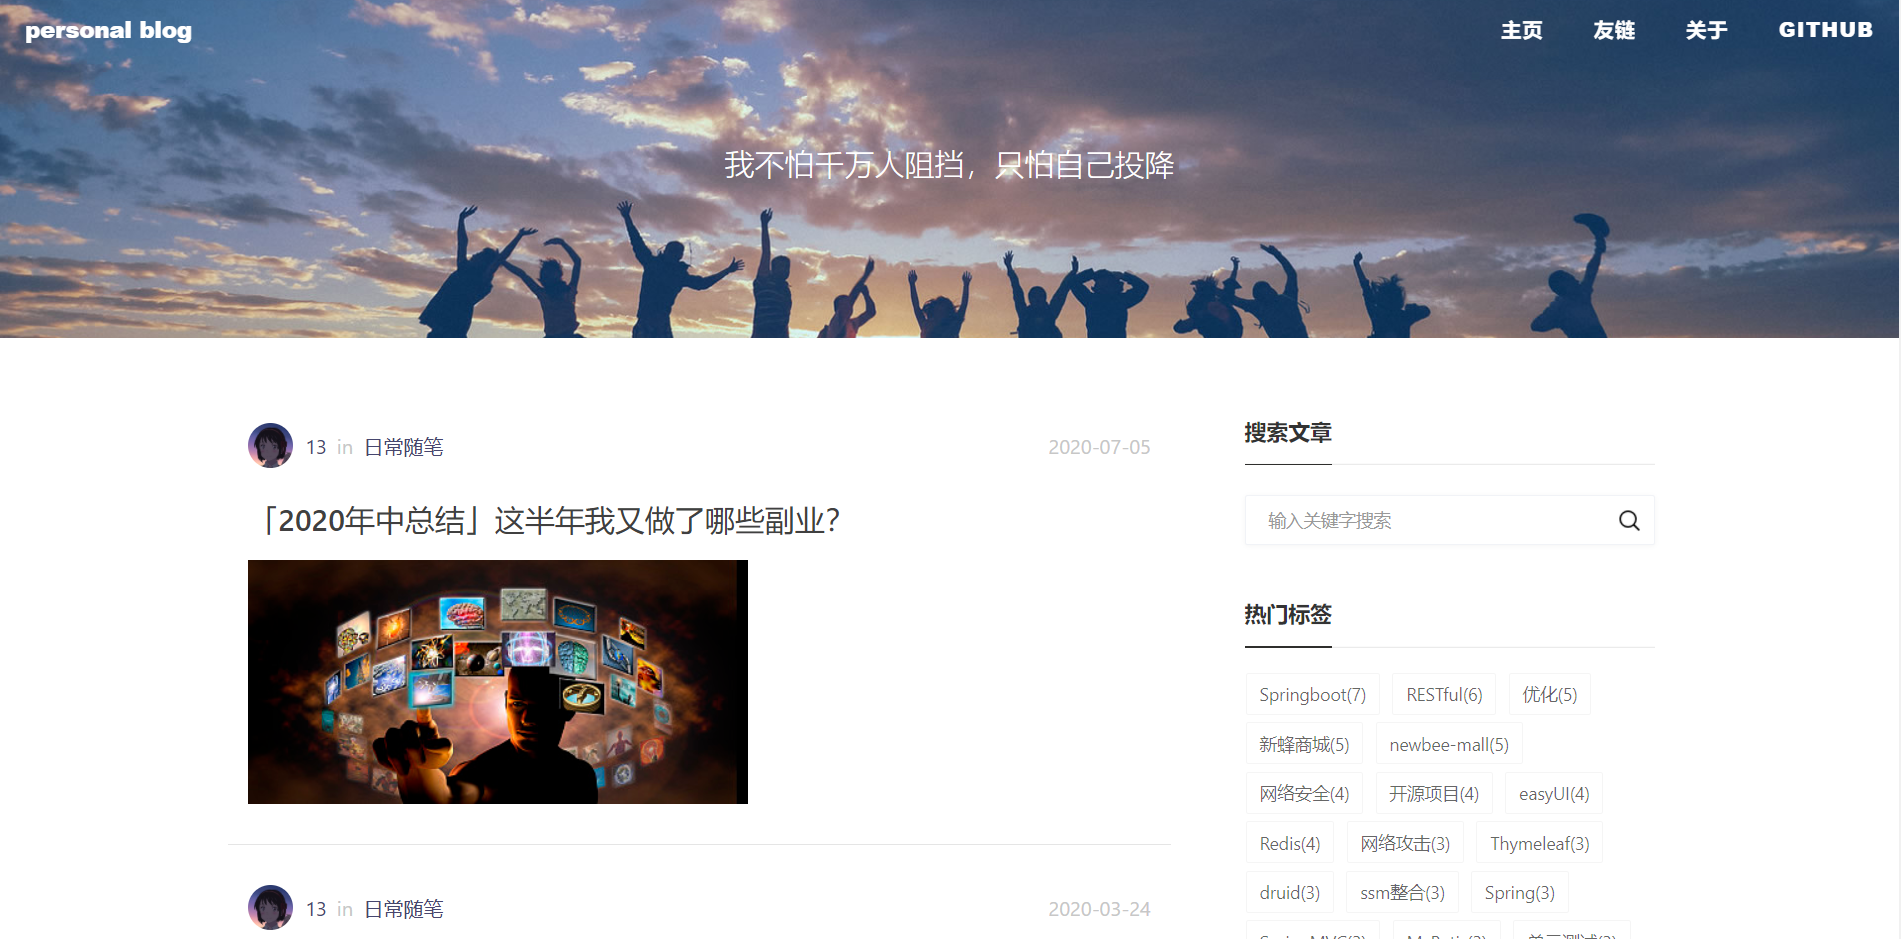 personal blog
主页 友链 关于 GITHUB
我不怕千万人阻挡，只怕自己投降
13 in 日常随笔 2020-07-05
「2020年中总结」这半年我又做了哪些副业？
13 in 日常随笔 2020-03-24
搜索文章
输入关键字搜索
热门标签
Springboot(7) RESTful(6) 优化(5)
新蜂商城(5) newbee-mall(5)
网络安全(4) 开源项目(4) easyUI(4)
Redis(4) 网络攻击(3) Thymeleaf(3)
druid(3) ssm整合(3) Spring(3)